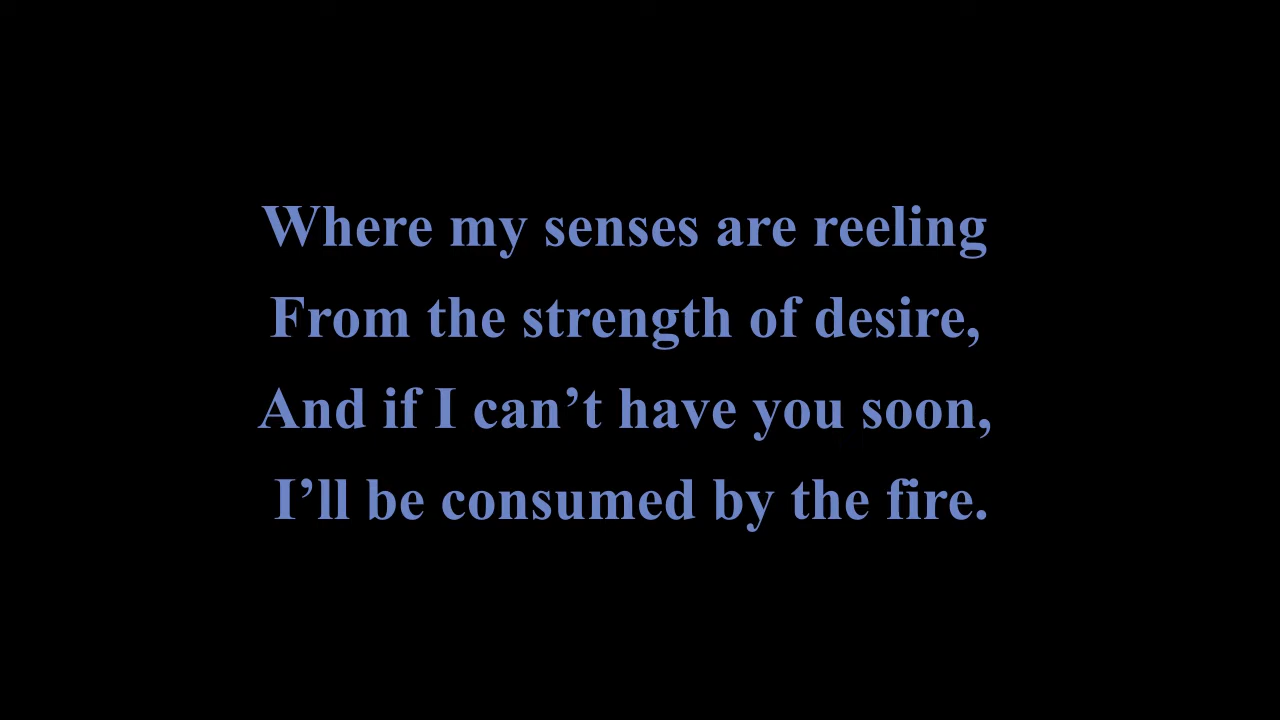 Where my senses are reeling
From the strength of desire,
And if I can’t have you soon,
I’ll be consumed by the fire.